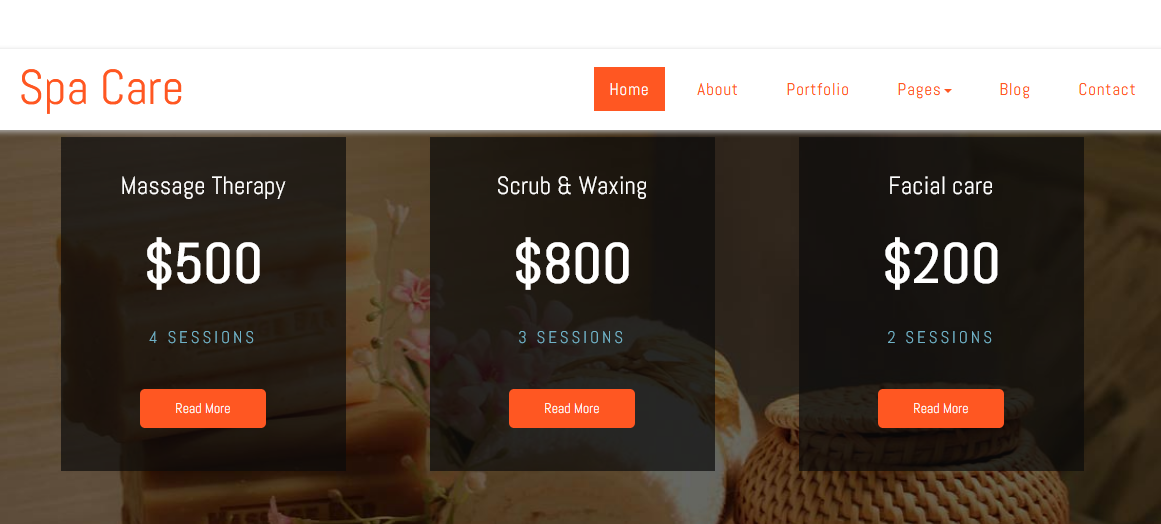 Spa Care
Home About Portfolio Pages Blog Contact
Massage Therapy
$500
4 SESSIONS
Read More
Scrub & Waxing
$800
3 SESSIONS
Read More
Facial care
$200
2 SESSIONS
Read More